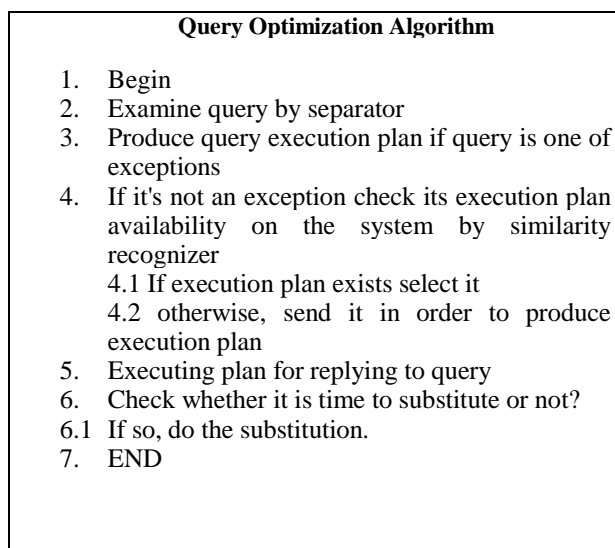 Query Optimization Algorithm
1. Begin
2. Examine query by separator
3. Produce query execution plan if query is one of
exceptions
4. If it's not an exception check its execution plan
availability on the system by similarity
recognizer
4.1 If execution plan exists select it
4.2 otherwise, send it in order to produce
execution plan
5. Executing plan for replying to query
6. Check whether it is time to substitute or not?
6.1 If so, do the substitution.
7. END